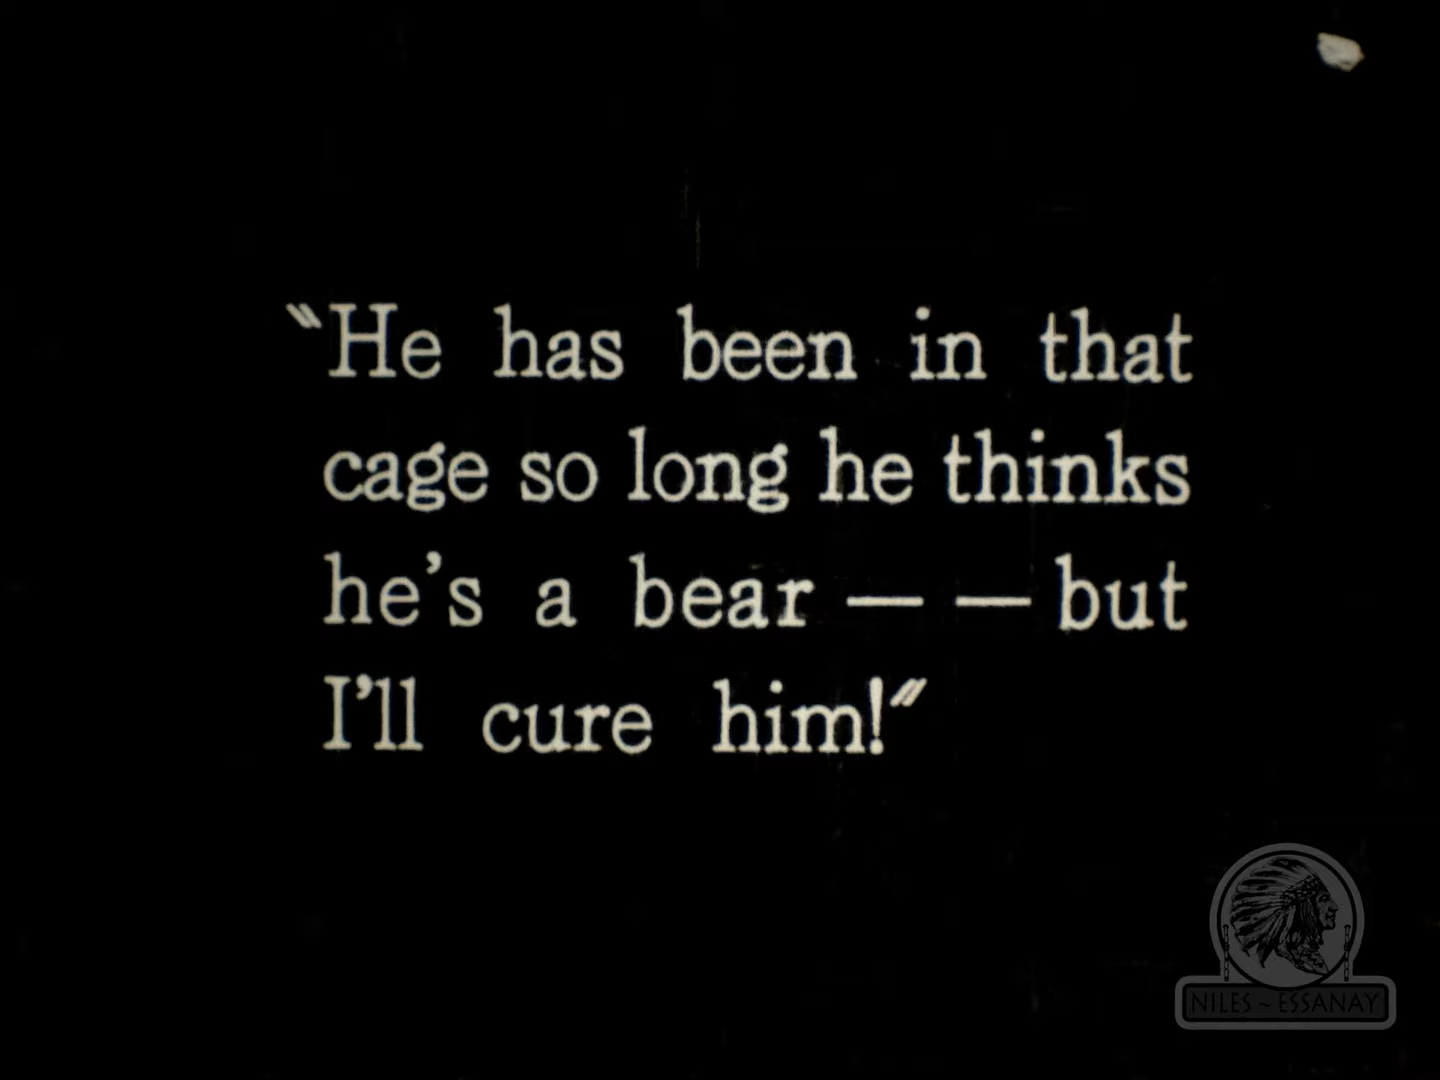 "He has been in that
cage so long he thinks
he's a bear — — but
I'll cure him!"
NILES ~ ESSANAY